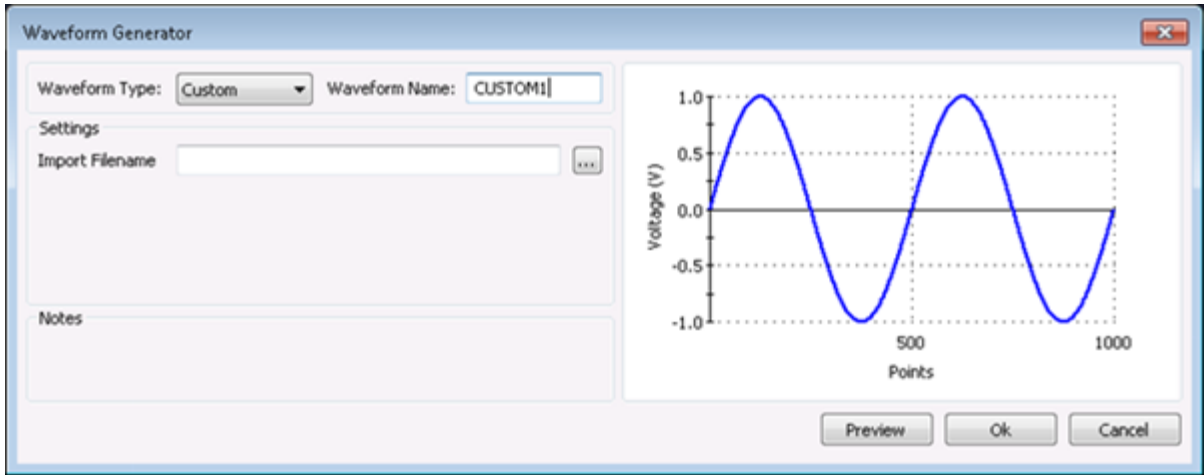 Waveform Generator
Waveform Type: Custom Waveform Name: CUSTOM1
Settings
Import Filename ...
Notes
1.0
0.5
0.0
-0.5
-1.0
Voltage (V)
500 1000
Points
Preview Ok Cancel